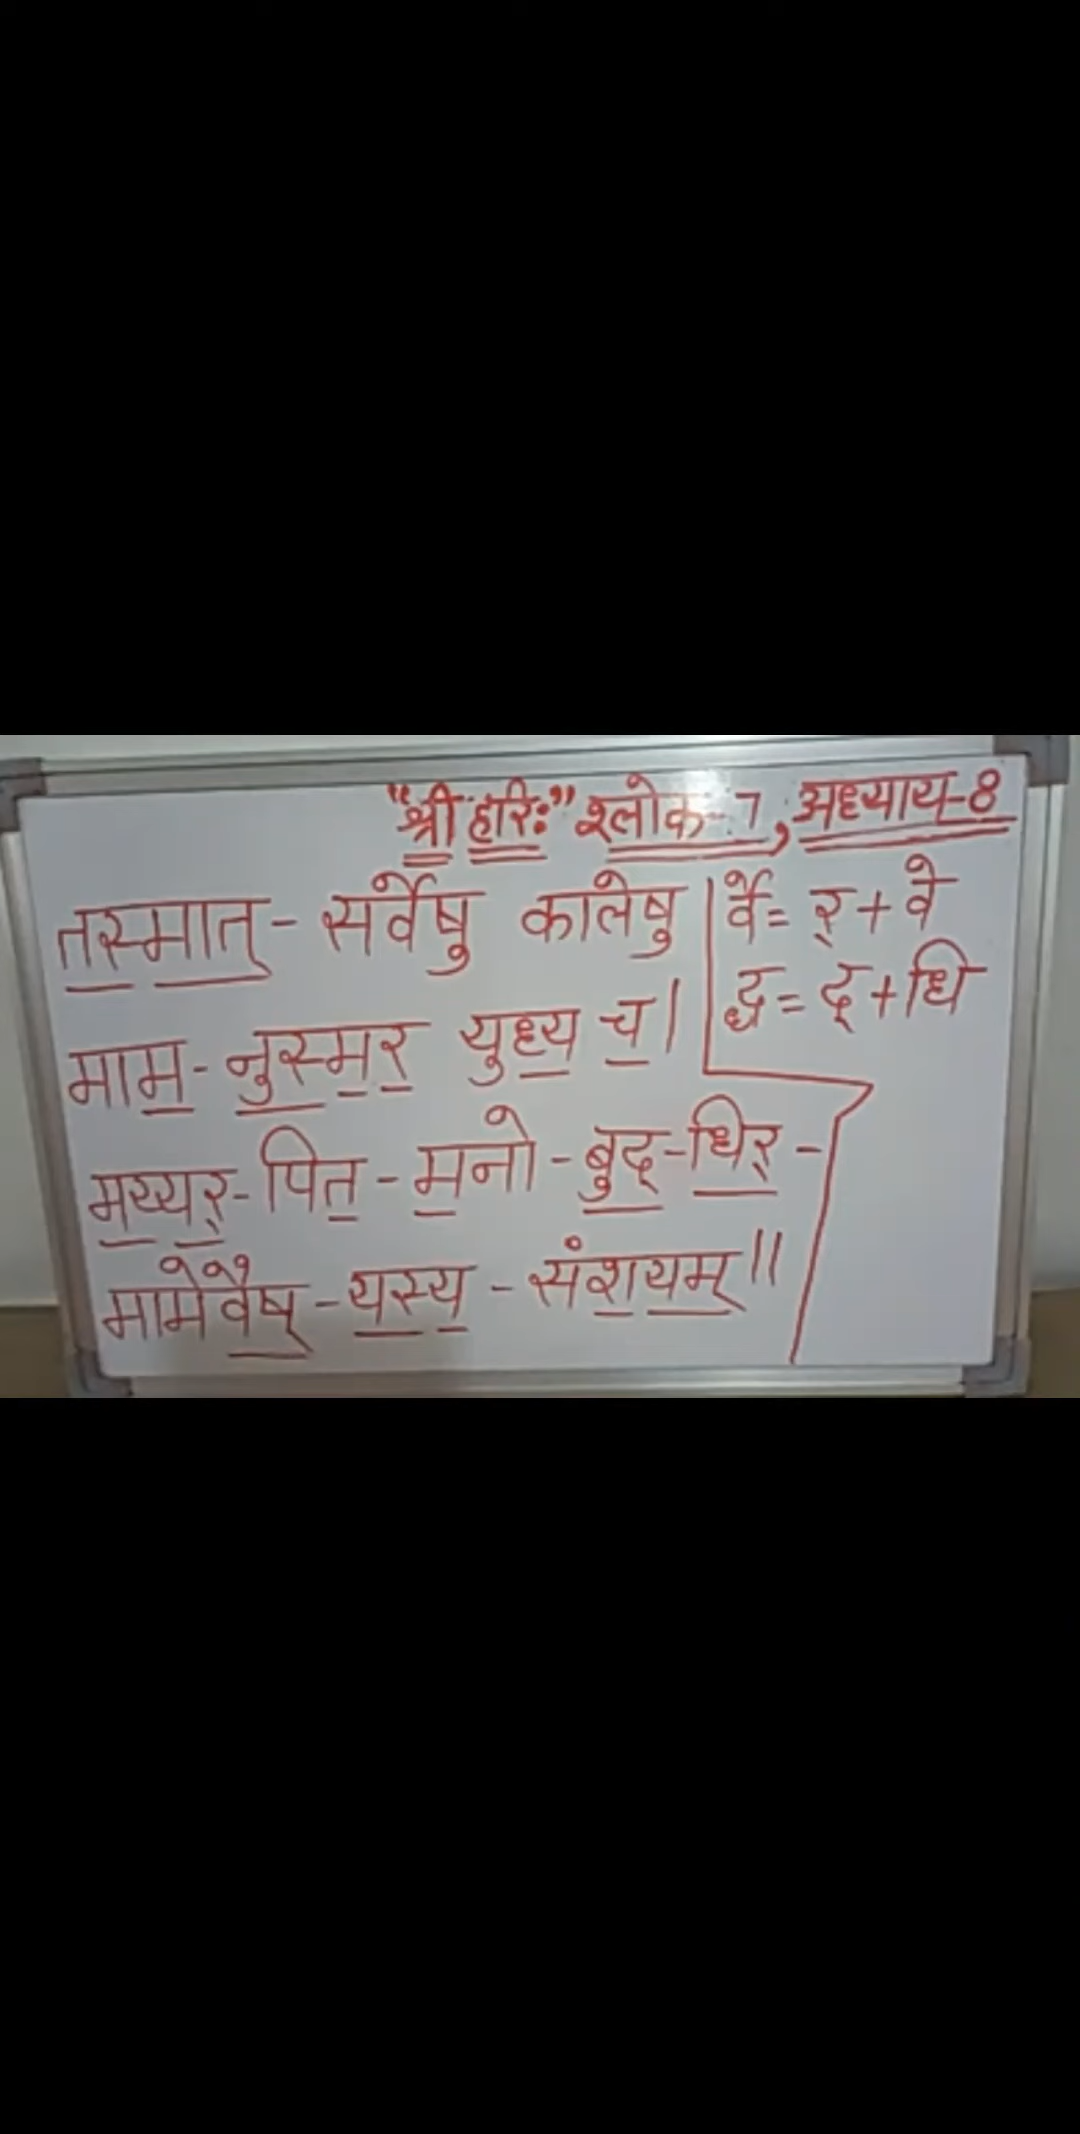 "श्री हरिः" श्लोक-7, अध्याय-8
तस्मात्- सर्वेषु कालेषु
र्वे= र्+वे
द्ध= द्+धि
माम- नुस्मर युध्य च।
मय्यर्-पित-मनो-बुद्-धिर्-
मामेवैष्-यस्य-संशयम्॥